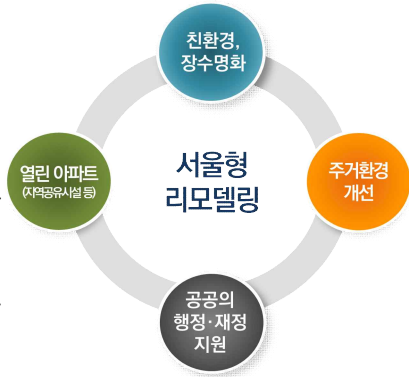 친환경,
장수명화
열린 아파트
(지역공유시설 등)
서울형
리모델링
주거환경
개선
공공의
행정·재정
지원